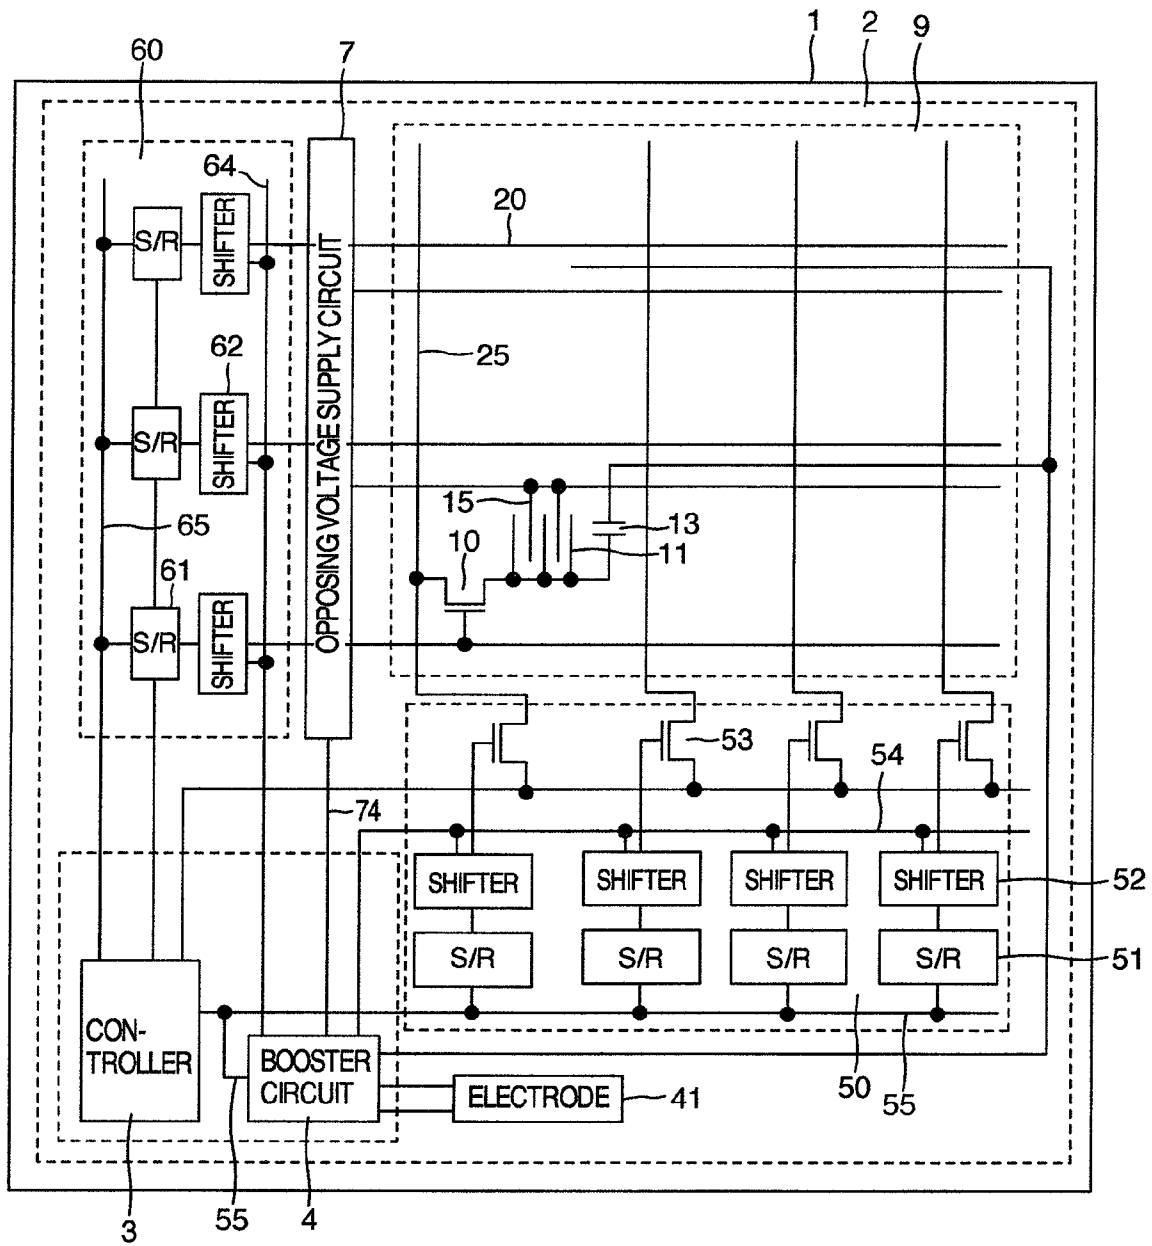 1
2
9
60
7
64
S/R
SHIFTER
20
OPPOSING VOLTAGE SUPPLY CIRCUIT
25
62
S/R
SHIFTER
15
13
65
10
11
61
S/R
SHIFTER
53
54
74
SHIFTER
SHIFTER
SHIFTER
SHIFTER
52
S/R
S/R
S/R
S/R
51
CON-
TROLLER
BOOSTER
CIRCUIT
ELECTRODE
41
50
55
3
55
4